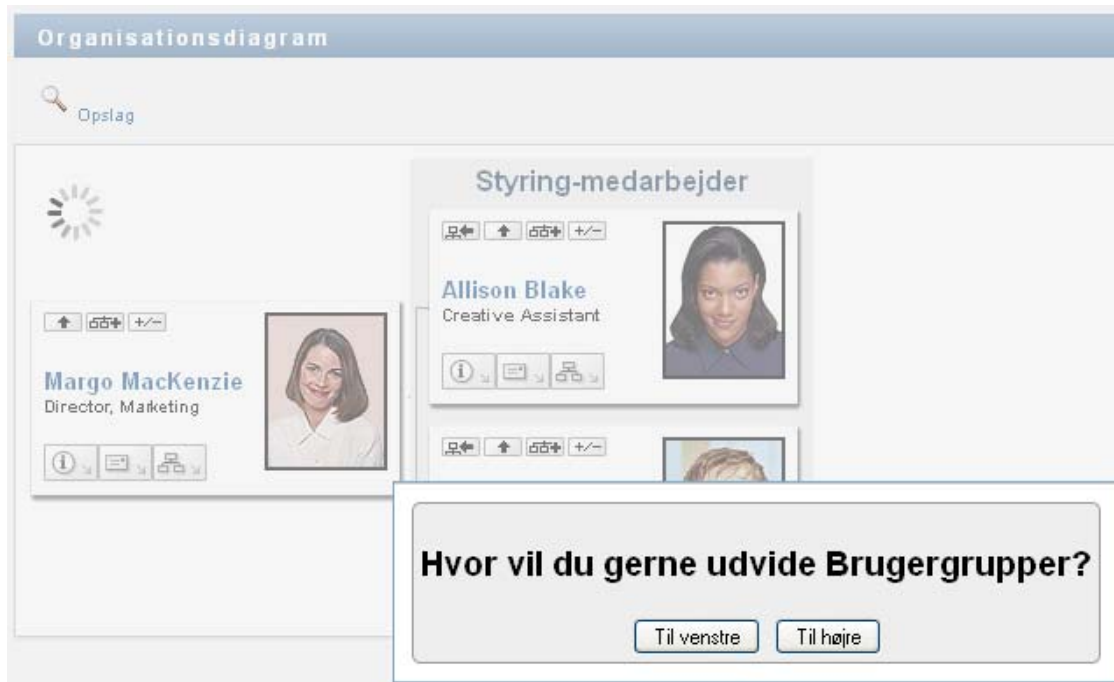 Organisationsdiagram
Opslag
Styring-medarbejder
+/-
Allison Blake
Creative Assistant
+/-
Margo MacKenzie
Director, Marketing
+/-
Hvor vil du gerne udvide Brugergrupper?
Til venstre
Til højre